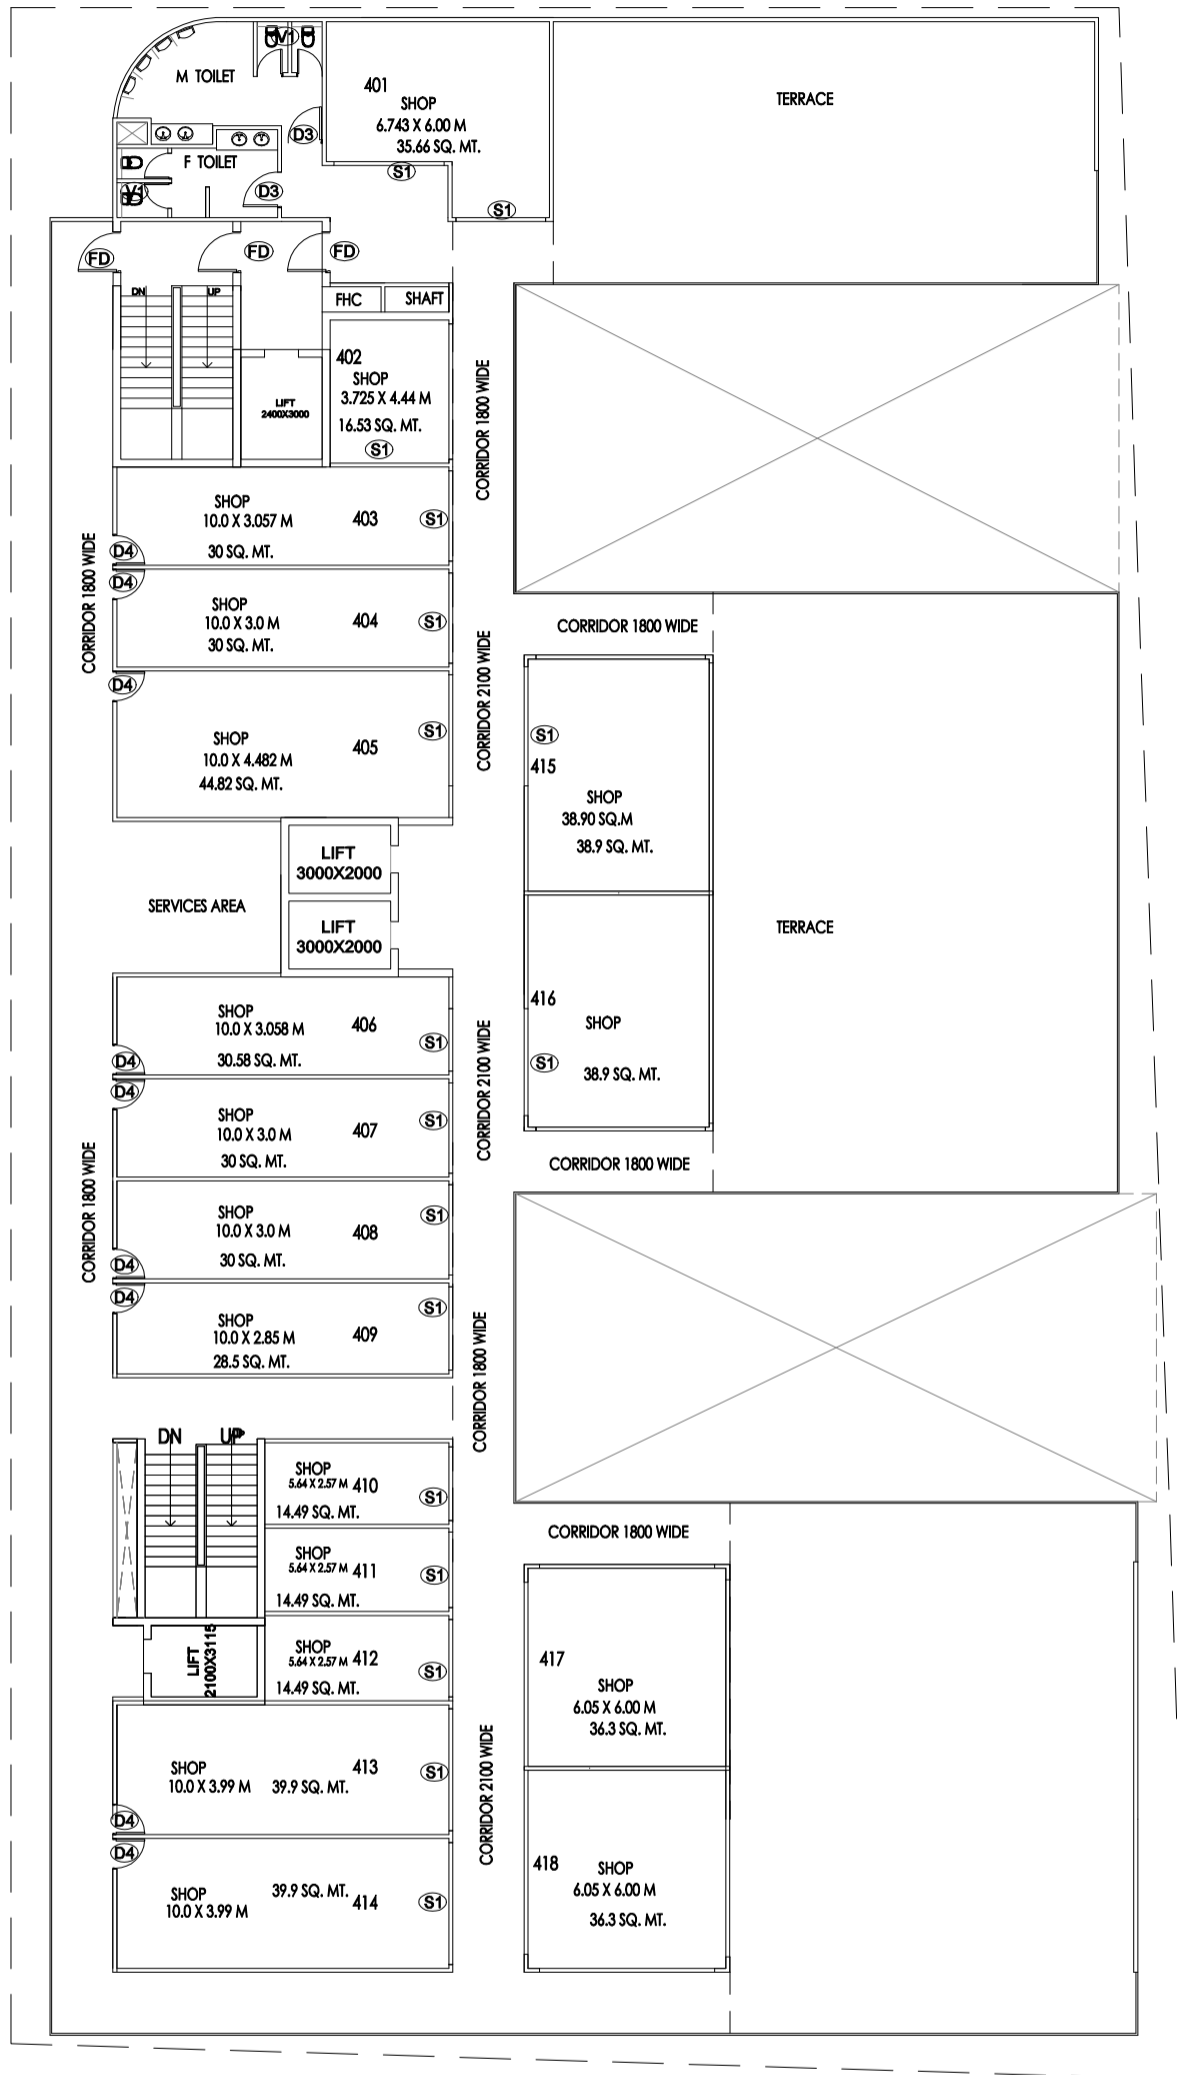 M TOILET
V1
401
SHOP
6.743 X 6.00 M
35.66 SQ. MT.
TERRACE
D3
F TOILET
V1
D3
S1
S1
FD
FD
FD
DN
UP
FHC
SHAFT
402
SHOP
3.725 X 4.44 M
16.53 SQ. MT.
S1
LIFT
2400X3000
CORRIDOR 1800 WIDE
SHOP
10.0 X 3.057 M
403
S1
30 SQ. MT.
D4
D4
CORRIDOR 1800 WIDE
SHOP
10.0 X 3.0 M
404
S1
30 SQ. MT.
CORRIDOR 1800 WIDE
CORRIDOR 2100 WIDE
D4
SHOP
10.0 X 4.482 M
405
S1
44.82 SQ. MT.
S1
415
SHOP
38.90 SQ.M
38.9 SQ. MT.
LIFT
3000X2000
SERVICES AREA
LIFT
3000X2000
TERRACE
416
SHOP
S1
38.9 SQ. MT.
SHOP
10.0 X 3.058 M
406
S1
30.58 SQ. MT.
D4
D4
CORRIDOR 2100 WIDE
SHOP
10.0 X 3.0 M
407
S1
30 SQ. MT.
CORRIDOR 1800 WIDE
CORRIDOR 1800 WIDE
SHOP
10.0 X 3.0 M
408
S1
30 SQ. MT.
D4
D4
SHOP
10.0 X 2.85 M
409
S1
28.5 SQ. MT.
CORRIDOR 1800 WIDE
DN
UP
SHOP
5.64 X 2.57 M 410
S1
14.49 SQ. MT.
CORRIDOR 1800 WIDE
SHOP
5.64 X 2.57 M 411
S1
14.49 SQ. MT.
LIFT
2100X3115
SHOP
5.64 X 2.57 M 412
S1
14.49 SQ. MT.
417
SHOP
6.05 X 6.00 M
36.3 SQ. MT.
CORRIDOR 2100 WIDE
SHOP
10.0 X 3.99 M
39.9 SQ. MT.
413
S1
D4
D4
SHOP
10.0 X 3.99 M
39.9 SQ. MT.
414
S1
418
SHOP
6.05 X 6.00 M
36.3 SQ. MT.